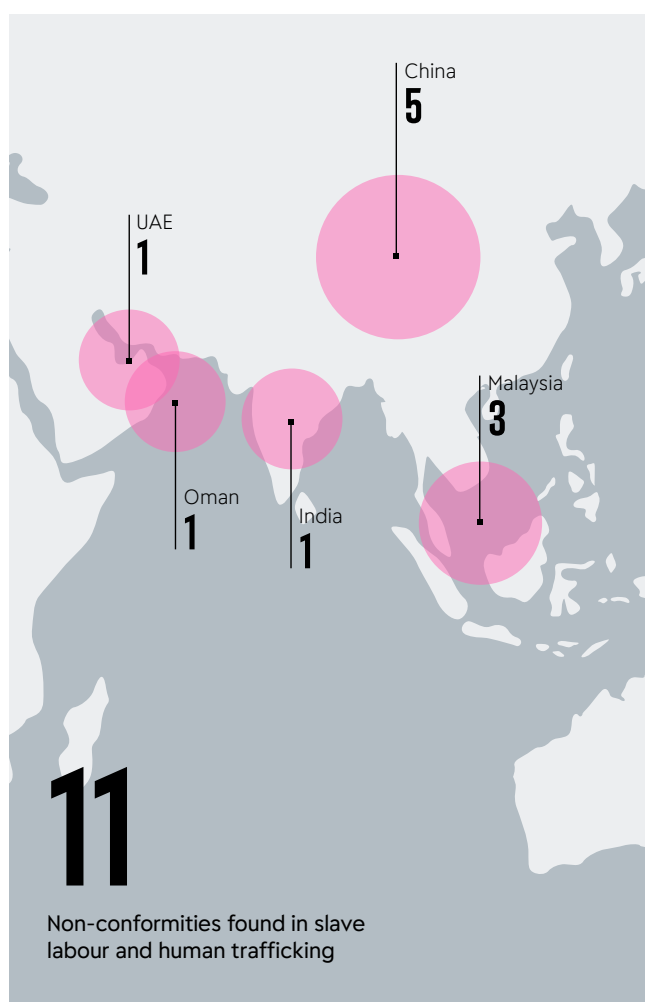 China
5
UAE
1
Malaysia
3
Oman
1
India
1
11
Non-conformities found in slave
labour and human trafficking